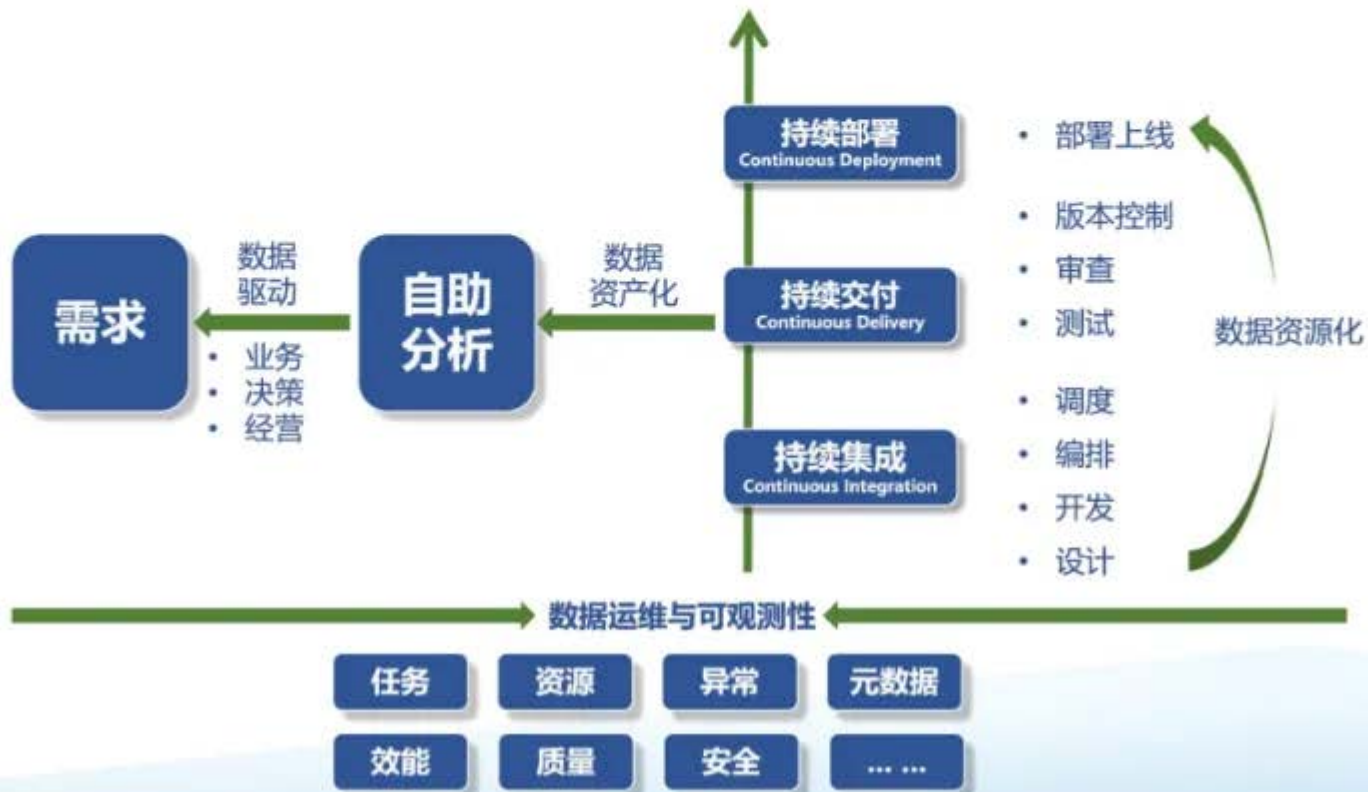 持续部署
Continuous Deployment
• 部署上线
• 版本控制
• 审查
• 测试
需求
数据
驱动
• 业务
• 决策
• 经营
自助
分析
数据
资产化
持续交付
Continuous Delivery
数据资源化
• 调度
• 编排
• 开发
• 设计
持续集成
Continuous Integration
数据运维与可观测性
任务
资源
异常
元数据
效能
质量
安全
... ...